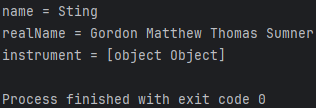 name = Sting
realName = Gordon Matthew Thomas Sumner
instrument = [object Object]
Process finished with exit code 0